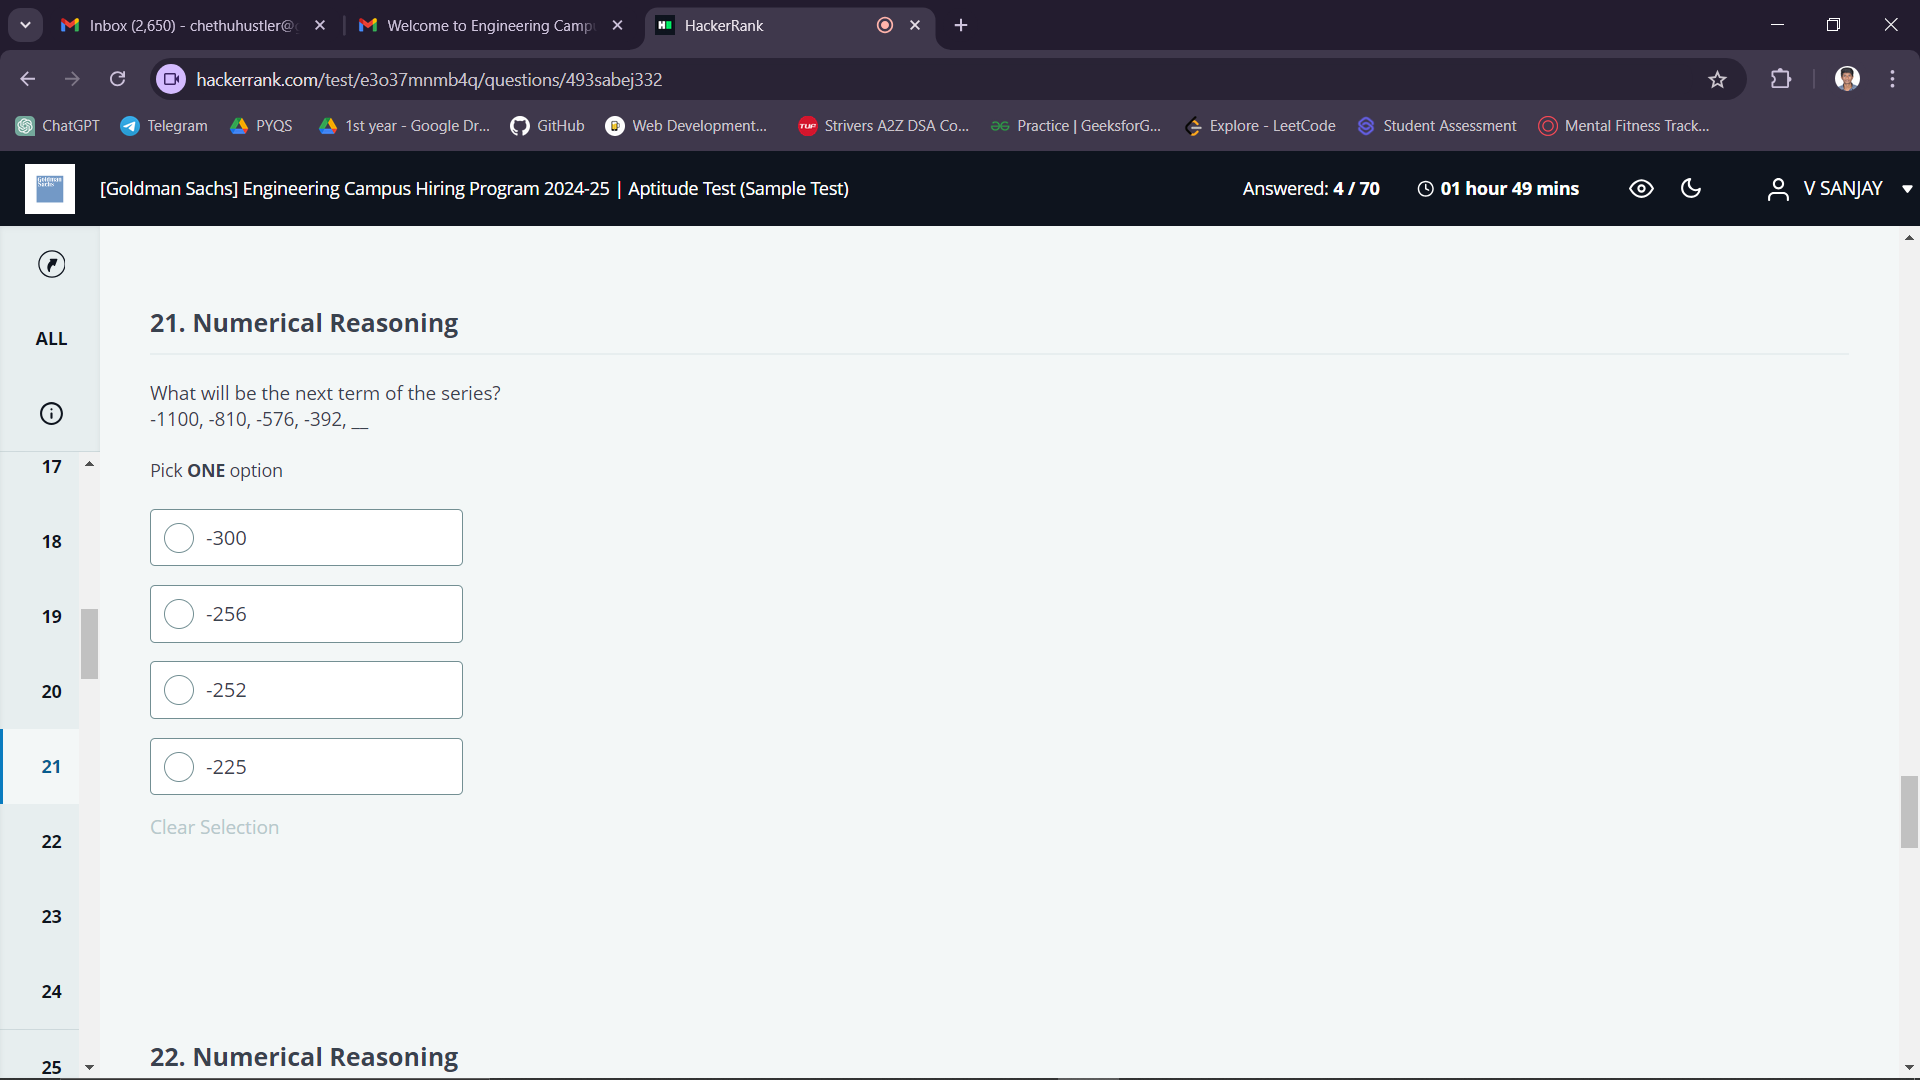 Inbox (2,650) - chethuhustler@g
Welcome to Engineering Camp
HackerRank
hackerrank.com/test/e3o37mnmb4q/questions/493sabej332
ChatGPT
Telegram
PYQS
1st year - Google Dr...
GitHub
Web Development...
TUF
Strivers A2Z DSA Co...
Practice | GeeksforG...
Explore - LeetCode
Student Assessment
Mental Fitness Track...
Goldman Sachs
[Goldman Sachs] Engineering Campus Hiring Program 2024-25 | Aptitude Test (Sample Test)
Answered: 4 / 70
01 hour 49 mins
V SANJAY
ALL
17
18
19
20
21
22
23
24
25
21. Numerical Reasoning
What will be the next term of the series?
-1100, -810, -576, -392, __
Pick ONE option
-300
-256
-252
-225
Clear Selection
22. Numerical Reasoning